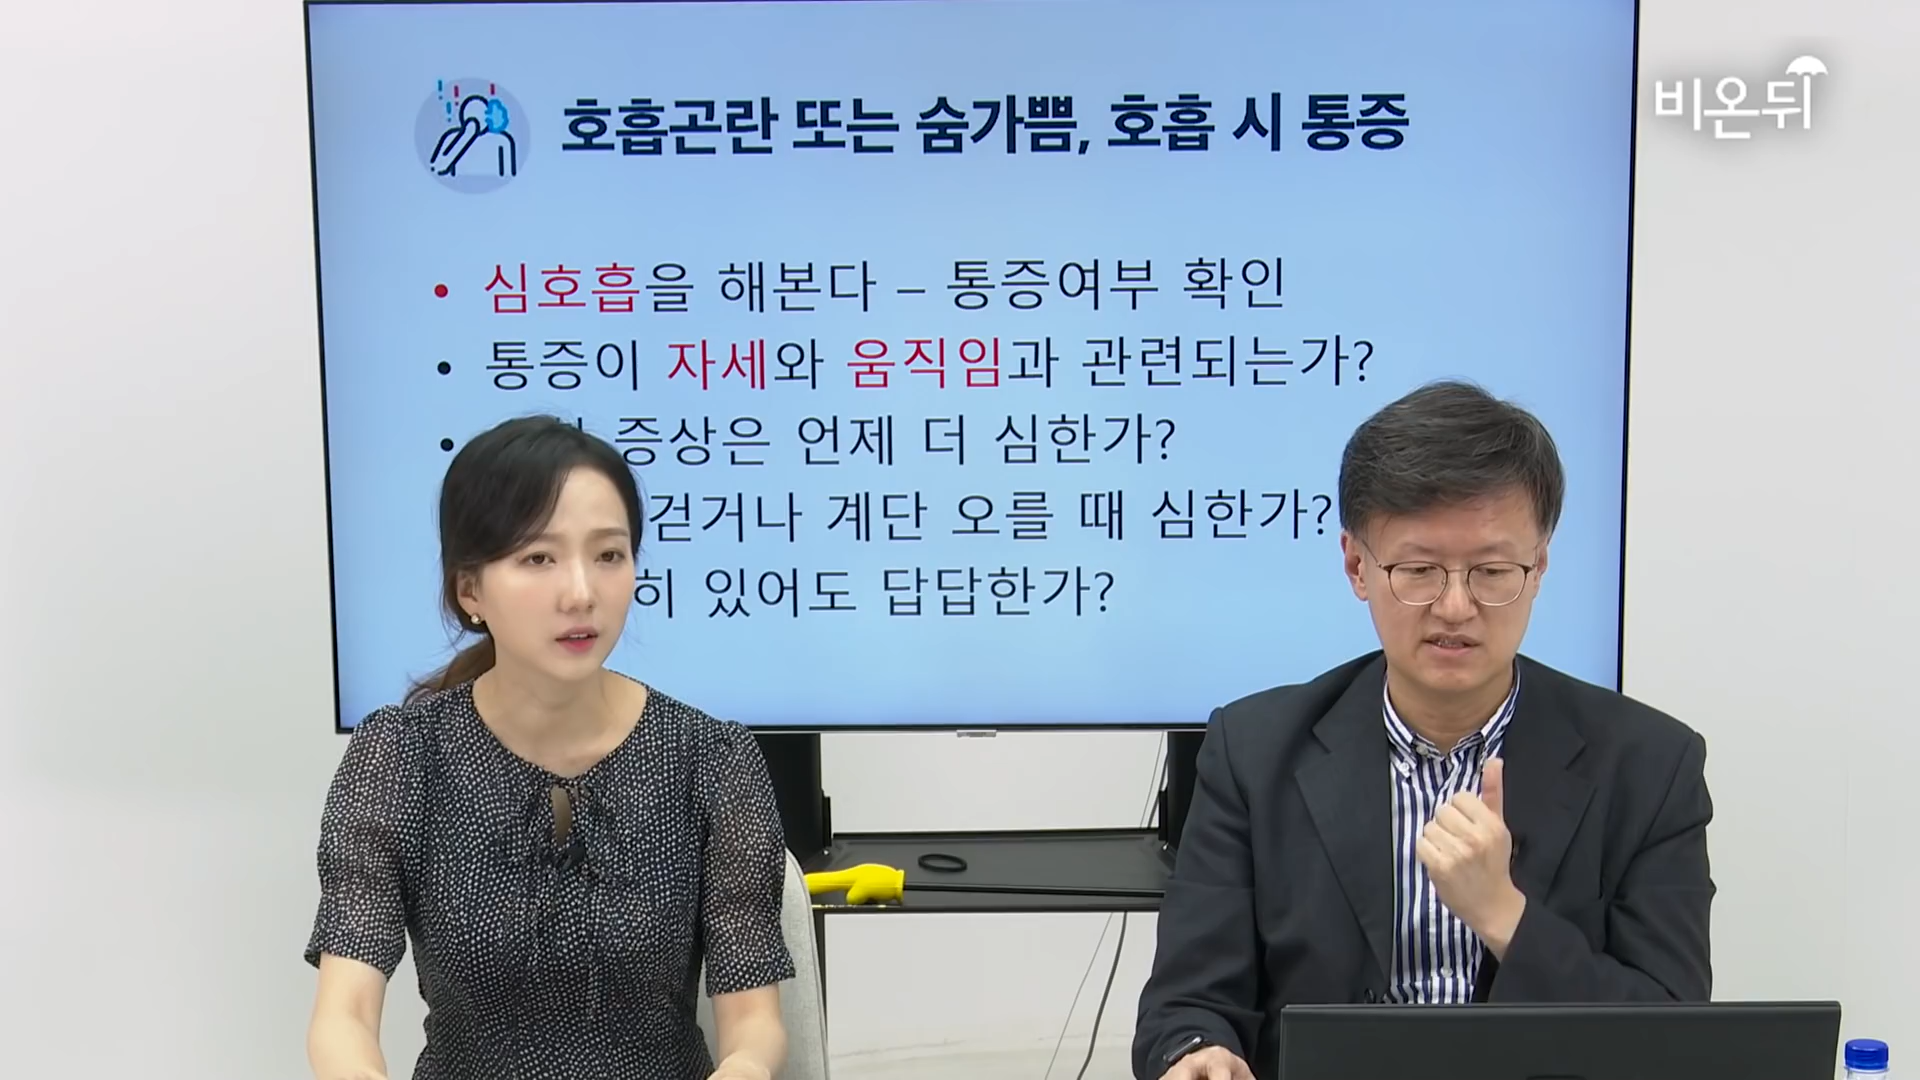 호흡곤란 또는 숨가쁨, 호흡 시 통증
비온뒤
• 심호흡을 해본다 – 통증여부 확인
• 통증이 자세와 움직임과 관련되는가?
• 증상은 언제 더 심한가?
걷거나 계단 오를 때 심한가?
히 있어도 답답한가?